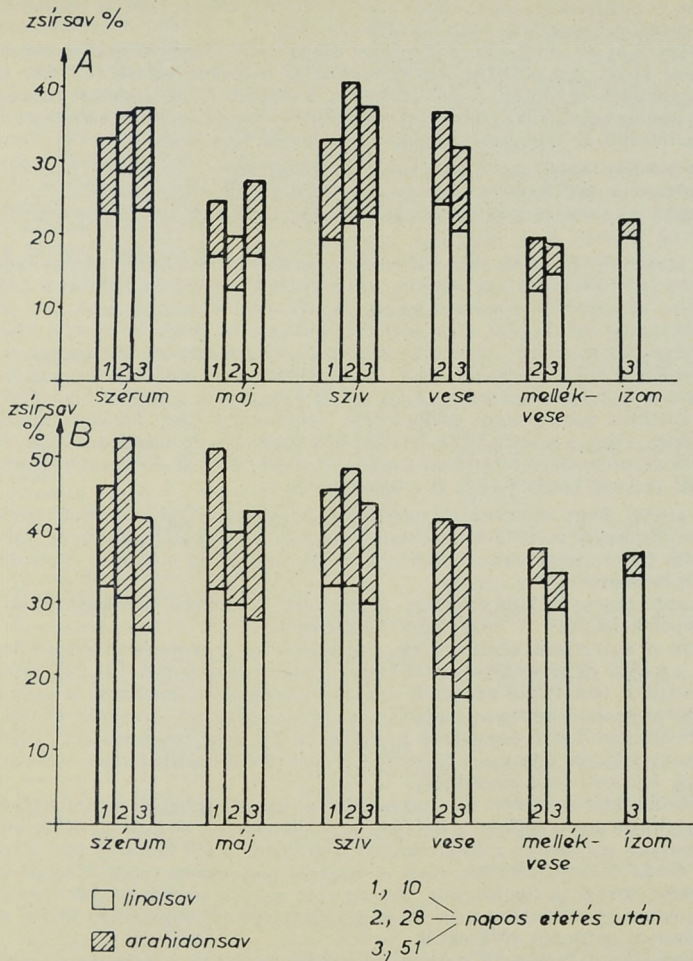 zsírsav %
A
40
30
20
10
1 2 3 1 2 3 1 2 3 2 3 2 3 3
szérum máj szív vese mellék-vese izom
zsírsav %
B
50
40
30
20
10
1 2 3 1 2 3 1 2 3 2 3 2 3 3
szérum máj szív vese mellék-vese ízom
linolsav
arahidonsav
1., 10
2., 28 napos etetés után
3., 51